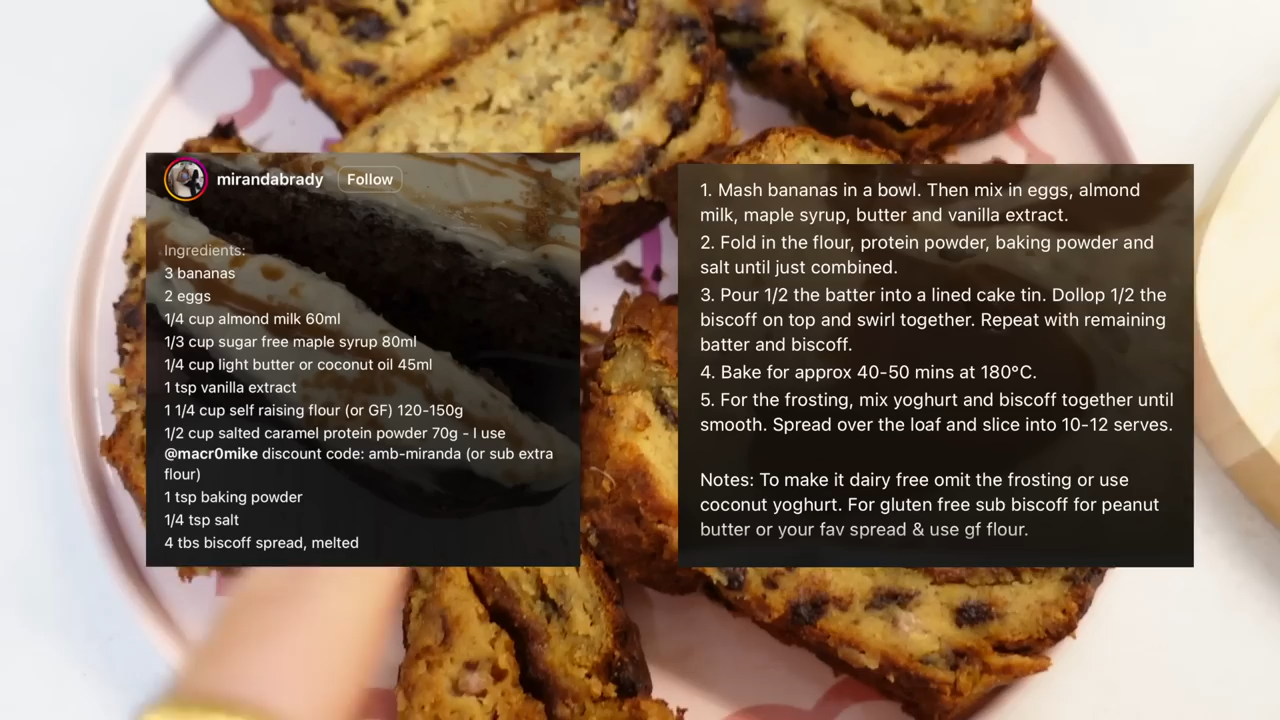 mirandabrady
Follow
Ingredients:
3 bananas
2 eggs
1/4 cup almond milk 60ml
1/3 cup sugar free maple syrup 80ml
1/4 cup light butter or coconut oil 45ml
1 tsp vanilla extract
1 1/4 cup self raising flour (or GF) 120-150g
1/2 cup salted caramel protein powder 70g - I use
@macr0mike discount code: amb-miranda (or sub extra
flour)
1 tsp baking powder
1/4 tsp salt
4 tbs biscoff spread, melted
1. Mash bananas in a bowl. Then mix in eggs, almond
milk, maple syrup, butter and vanilla extract.
2. Fold in the flour, protein powder, baking powder and
salt until just combined.
3. Pour 1/2 the batter into a lined cake tin. Dollop 1/2 the
biscoff on top and swirl together. Repeat with remaining
batter and biscoff.
4. Bake for approx 40-50 mins at 180°C.
5. For the frosting, mix yoghurt and biscoff together until
smooth. Spread over the loaf and slice into 10-12 serves.
Notes: To make it dairy free omit the frosting or use
coconut yoghurt. For gluten free sub biscoff for peanut
butter or your fav spread & use gf flour.